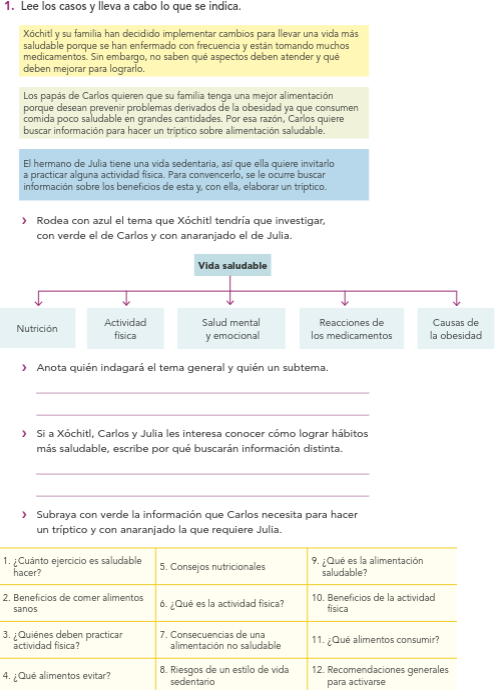 1. Lee los casos y lleva a cabo lo que se indica.
Xóchitl y su familia han decidido implementar cambios para llevar una vida más
saludable porque se han enfermado con frecuencia y están tomando muchos
medicamentos. Sin embargo, no saben qué aspectos deben atender y qué
deben mejorar para lograrlo.
Los papás de Carlos quieren que su familia tenga una mejor alimentación
porque desean prevenir problemas derivados de la obesidad ya que consumen
comida poco saludable en grandes cantidades. Por esa razón, Carlos quiere
buscar información para hacer un tríptico sobre alimentación saludable.
El hermano de Julia tiene una vida sedentaria, así que ella quiere invitarlo
a practicar alguna actividad física. Para convencerlo, se le ocurre buscar
información sobre los beneficios de esta y, con ella, elaborar un tríptico.
Rodea con azul el tema que Xóchitl tendría que investigar,
con verde el de Carlos y con anaranjado el de Julia.
Vida saludable
Nutrición
Actividad
física
Salud mental
y emocional
Reacciones de
los medicamentos
Causas de
la obesidad
Anota quién indagará el tema general y quién un subtema.
Si a Xóchitl, Carlos y Julia les interesa conocer cómo lograr hábitos
más saludable, escribe por qué buscarán información distinta.
Subraya con verde la información que Carlos necesita para hacer
un tríptico y con anaranjado la que requiere Julia.
1. ¿Cuánto ejercicio es saludable
hacer?
5. Consejos nutricionales
9. ¿Qué es la alimentación
saludable?
2. Beneficios de comer alimentos
sanos
6. ¿Qué es la actividad física?
10. Beneficios de la actividad
física
3. ¿Quiénes deben practicar
actividad física?
7. Consecuencias de una
alimentación no saludable
11. ¿Qué alimentos consumir?
4. ¿Qué alimentos evitar?
8. Riesgos de un estilo de vida
sedentario
12. Recomendaciones generales
para activarse